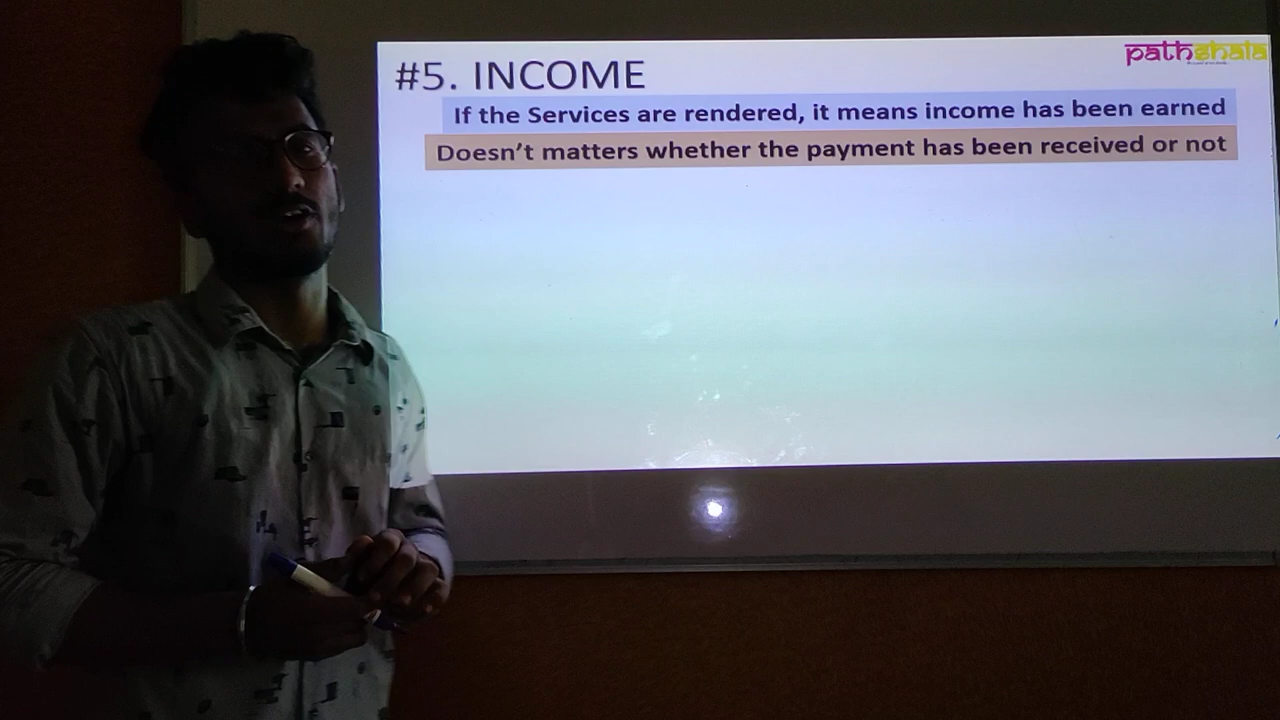 #5. INCOME
pathshala
If the Services are rendered, it means income has been earned
Doesn't matters whether the payment has been received or not